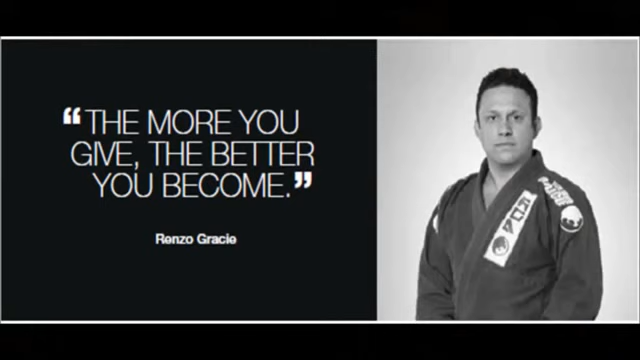 “THE MORE YOU
GIVE, THE BETTER
YOU BECOME.”
Renzo Gracie